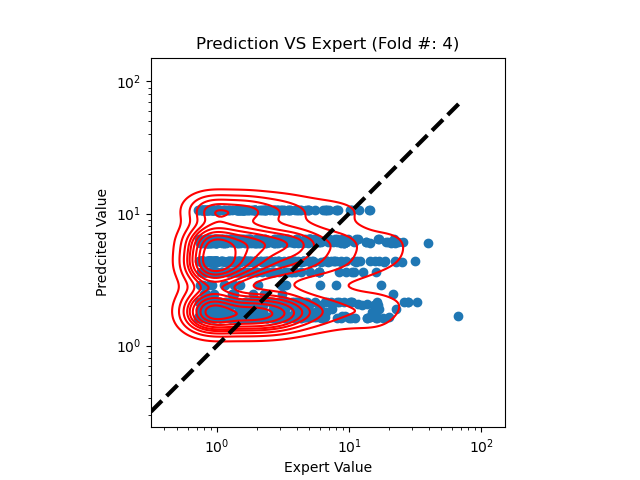 Prediction VS Expert (Fold #: 4)
Predcited Value
10²
10¹
10⁰
10⁰ 10¹ 10²
Expert Value